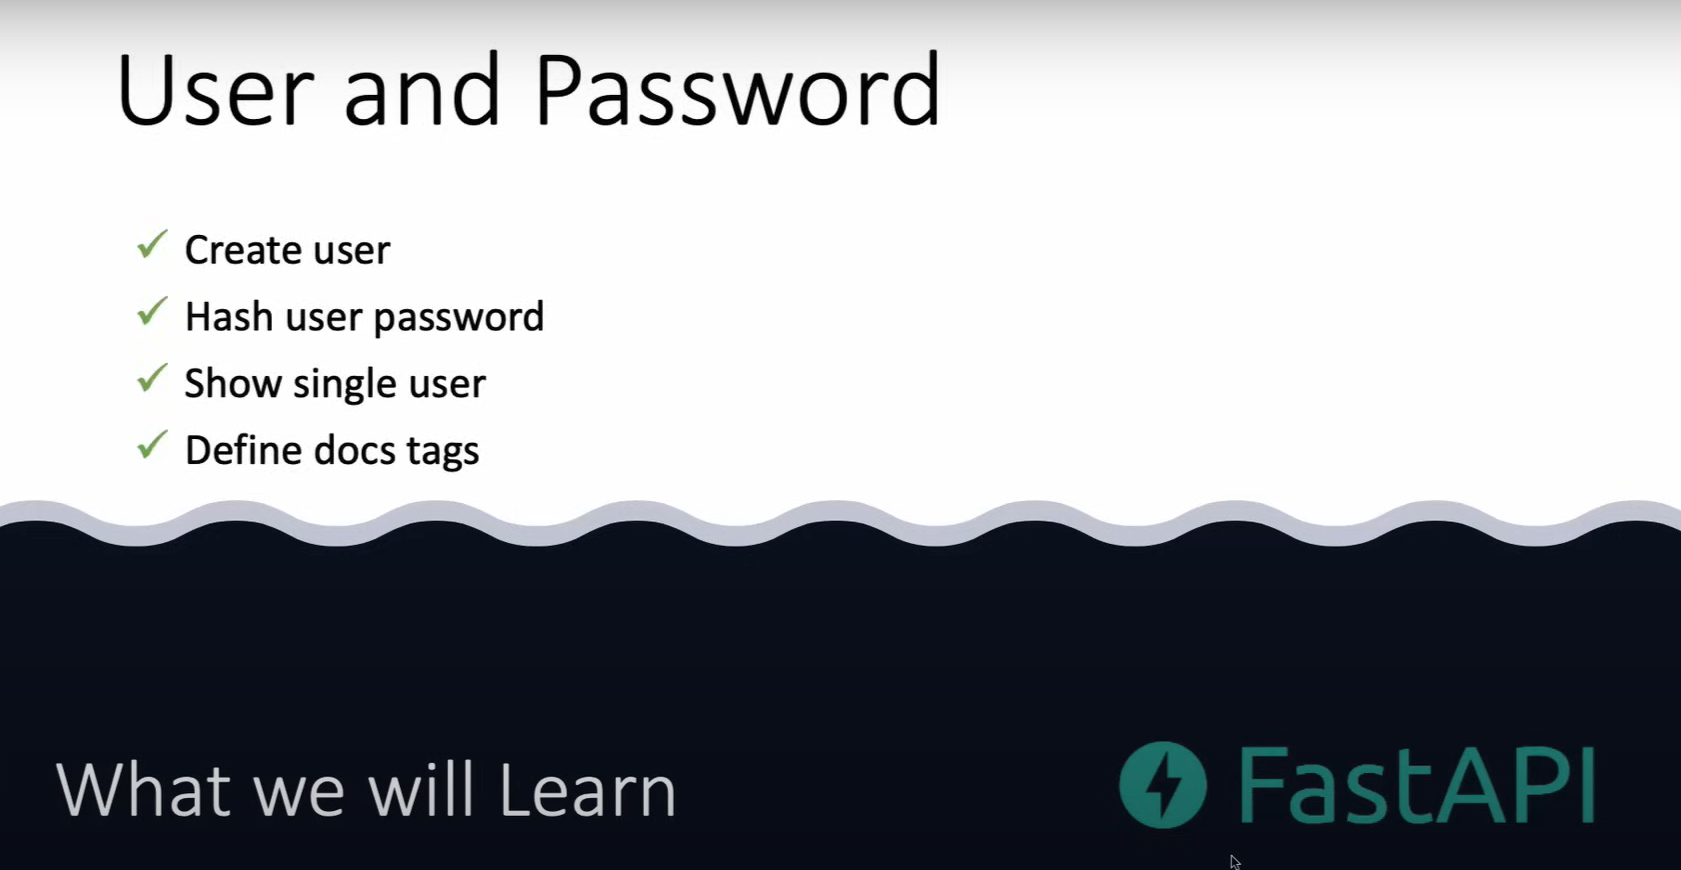 User and Password
Create user
Hash user password
Show single user
Define docs tags
What we will Learn
FastAPI